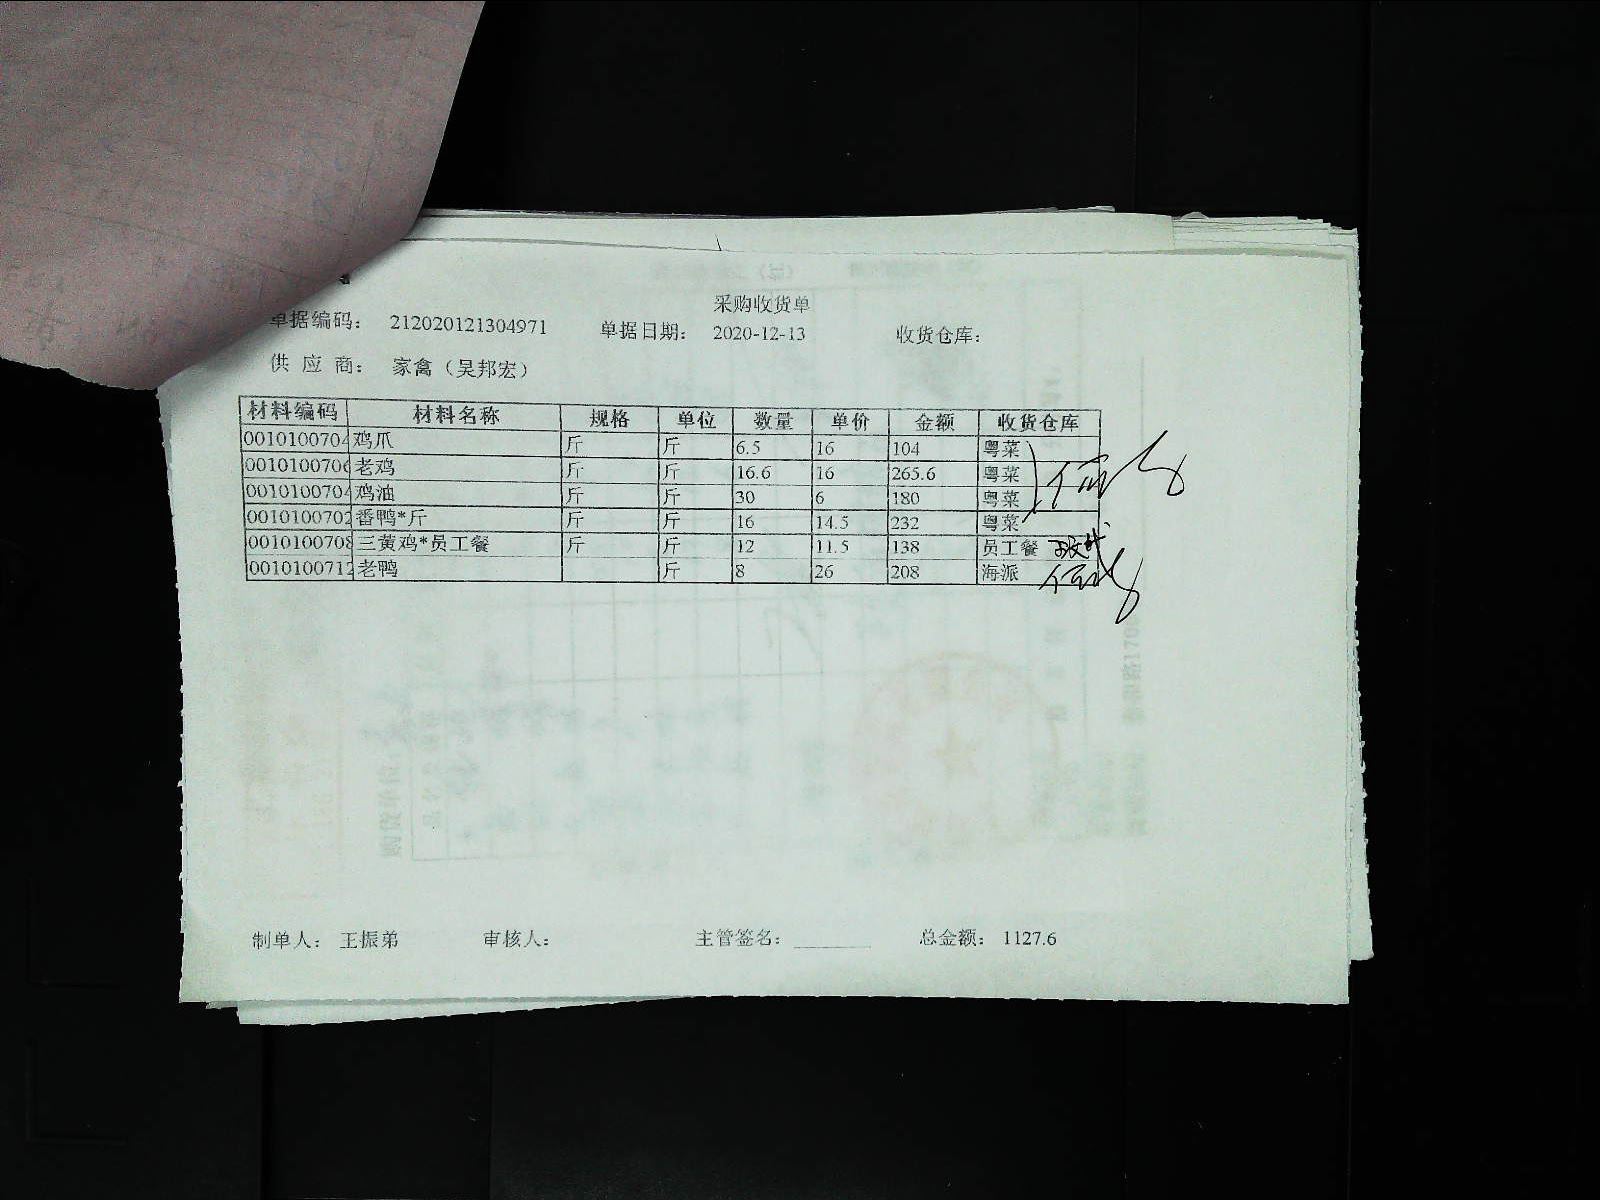 采购收货单
单据编码： 212020121304971 单据日期： 2020-12-13 收货仓库：
供 应 商： 家禽（吴邦宏）
材料编码 材料名称 规格 单位 数量 单价 金额 收货仓库
0010100704 鸡爪 斤 斤 6.5 16 104 粤菜
0010100706 老鸡 斤 斤 16.6 16 265.6 粤菜
0010100704 鸡油 斤 斤 30 6 180 粤菜
0010100702 番鸭*斤 斤 斤 16 14.5 232 粤菜
0010100708 三黄鸡*员工餐 斤 斤 12 11.5 138 员工餐
0010100712 老鸭 斤 8 26 208 海派
制单人： 王振弟 审核人： 主管签名： ________ 总金额： 1127.6